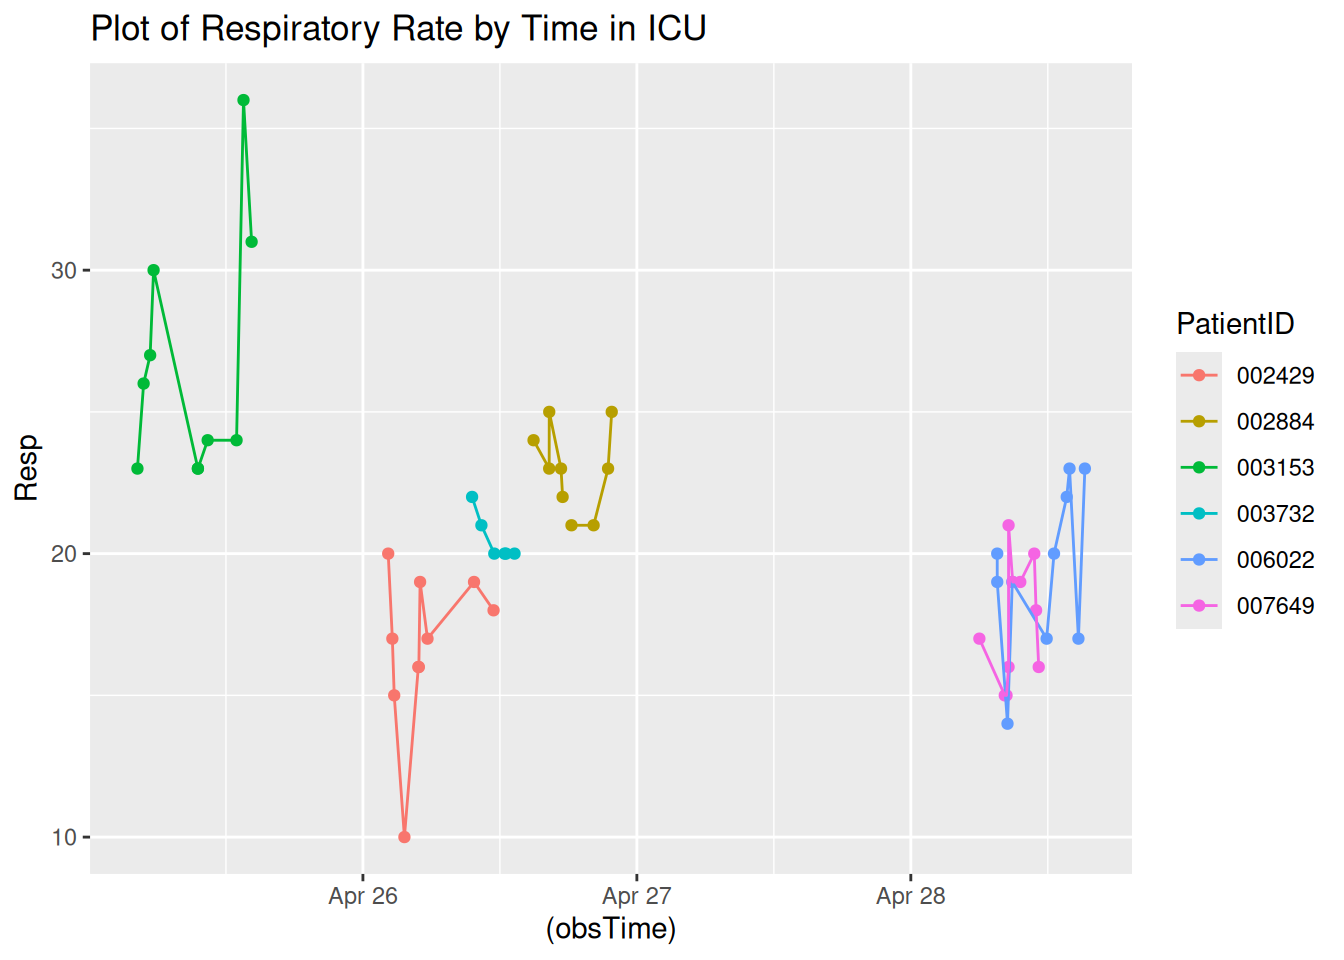 Plot of Respiratory Rate by Time in ICU
Resp
30
20
10
Apr 26
Apr 27
Apr 28
(obsTime)
PatientID
002429
002884
003153
003732
006022
007649